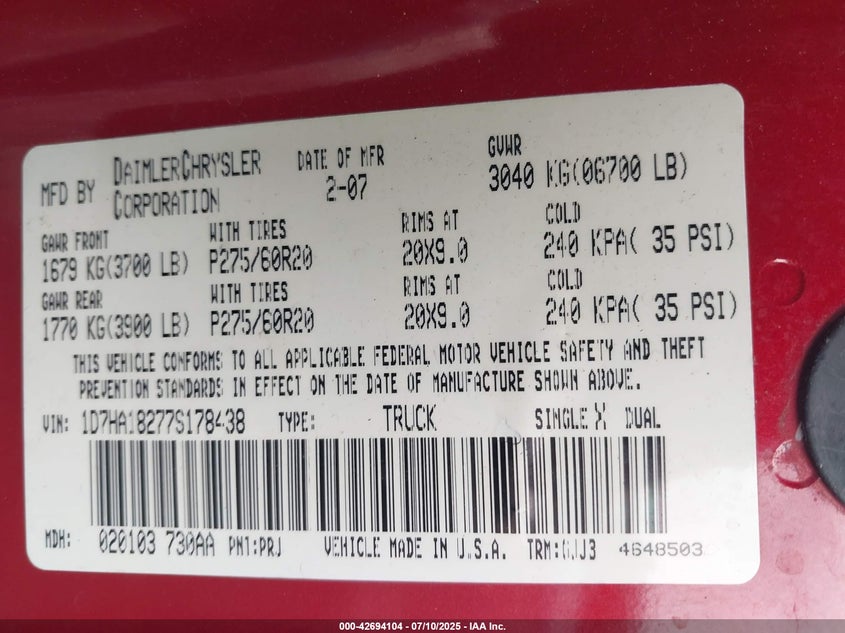 MFD BY DAIMLERCHRYSLER CORPORATION DATE OF MFR 2-07 GVWR 3040 KG(06700 LB)
GAWR FRONT WITH TIRES RIMS AT COLD
1679 KG(3700 LB) P275/60R20 20X9.0 240 KPA( 35 PSI)
GAWR REAR WITH TIRES RIMS AT COLD
1770 KG(3900 LB) P275/60R20 20X9.0 240 KPA( 35 PSI)
THIS VEHICLE CONFORMS TO ALL APPLICABLE FEDERAL MOTOR VEHICLE SAFETY AND THEFT
PREVENTION STANDARDS IN EFFECT ON THE DATE OF MANUFACTURE SHOWN ABOVE.
VIN: 1D7HA18277S178438 TYPE: TRUCK SINGLE X DUAL
MDH: 020103 730AA PNT:PRJ VEHICLE MADE IN U.S.A. TRM: 4648503
000-42694104 - 07/10/2025 - IAA Inc.